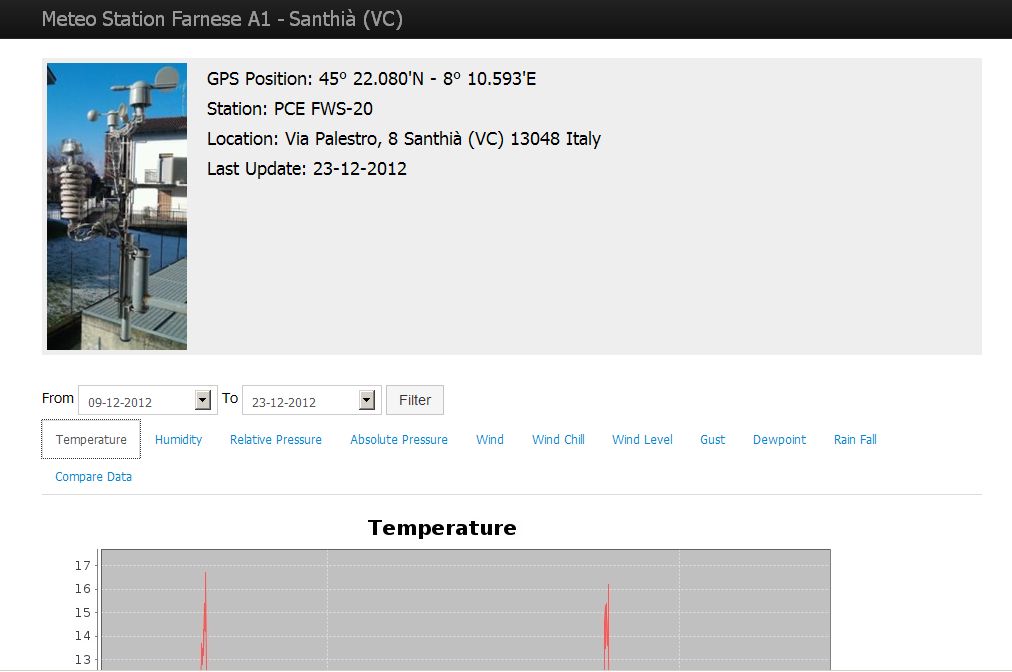 Meteo Station Farnese A1 - Santhià (VC)
GPS Position: 45º 22.080'N - 8º 10.593'E
Station: PCE FWS-20
Location: Via Palestro, 8 Santhià (VC) 13048 Italy
Last Update: 23-12-2012
From 09-12-2012 To 23-12-2012 Filter
Temperature Humidity Relative Pressure Absolute Pressure Wind Wind Chill Wind Level Gust Dewpoint Rain Fall
Compare Data
Temperature
17
16
15
14
13